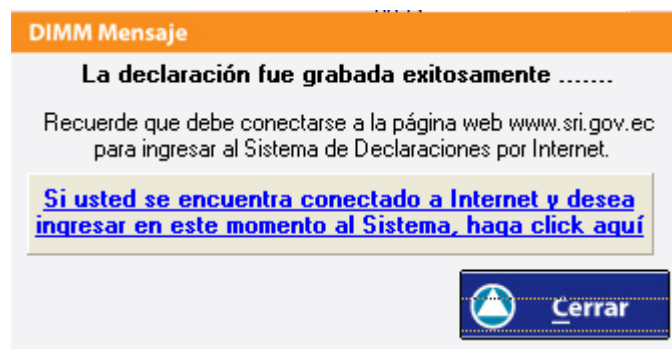 DIMM Mensaje
La declaración fue grabada exitosamente .......
Recuerde que debe conectarse a la página web www.sri.gov.ec
para ingresar al Sistema de Declaraciones por Internet.
Si usted se encuentra conectado a Internet y desea
ingresar en este momento al Sistema, haga click aquí
Cerrar